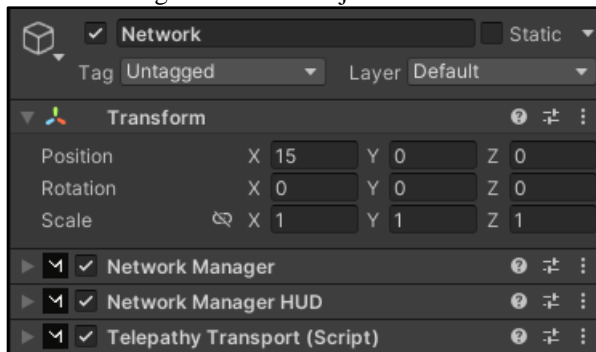 Network Static
Tag Untagged Layer Default
Transform
Position X 15 Y 0 Z 0
Rotation X 0 Y 0 Z 0
Scale X 1 Y 1 Z 1
Network Manager
Network Manager HUD
Telepathy Transport (Script)